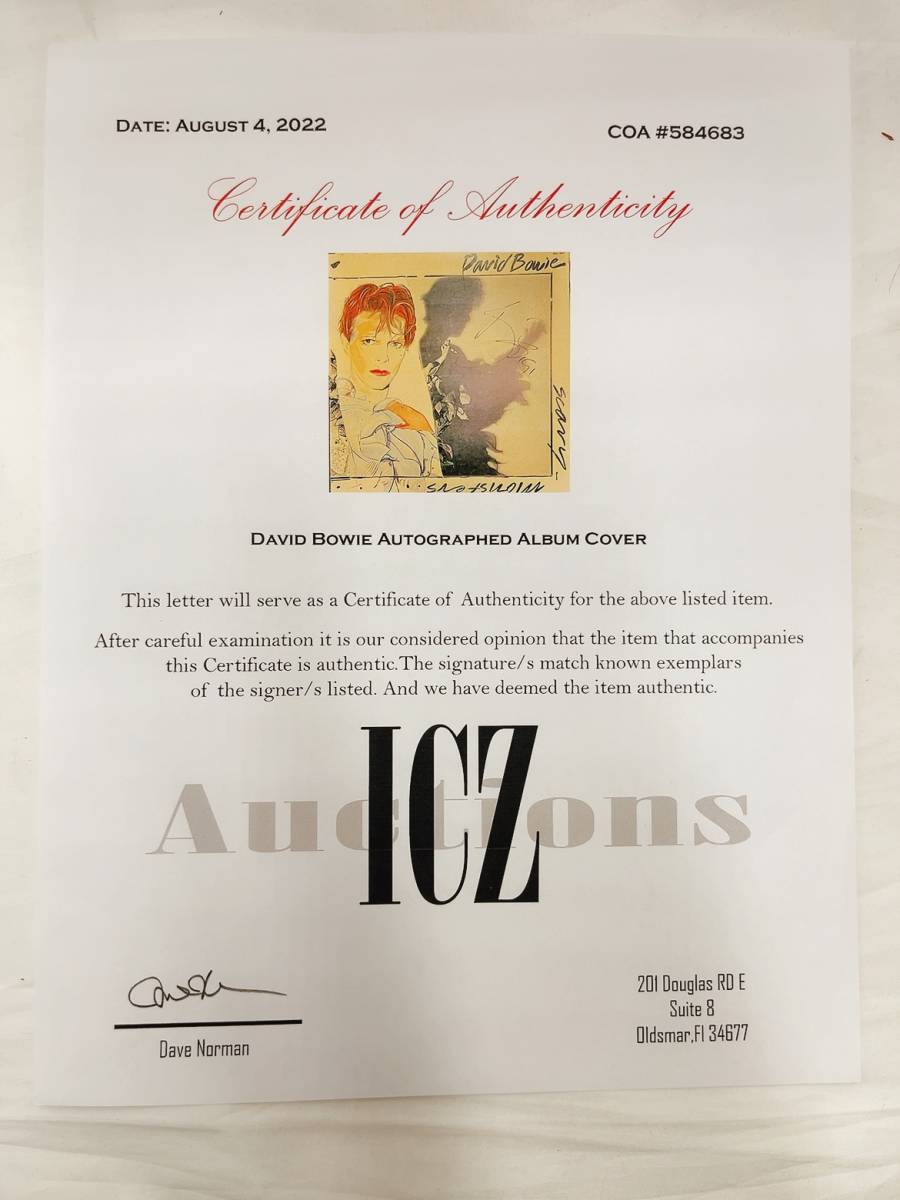 DATE: AUGUST 4, 2022
COA #584683
Certificate of Authenticity
David Bowie
scary
monsters
DAVID BOWIE AUTOGRAPHED ALBUM COVER
This letter will serve as a Certificate of Authenticity for the above listed item.
After careful examination it is our considered opinion that the item that accompanies
this Certificate is authentic.The signature/s match known exemplars
of the signer/s listed. And we have deemed the item authentic.
Auctions
ICZ
Dave Norman
201 Douglas RD E
Suite 8
Oldsmar,Fl 34677